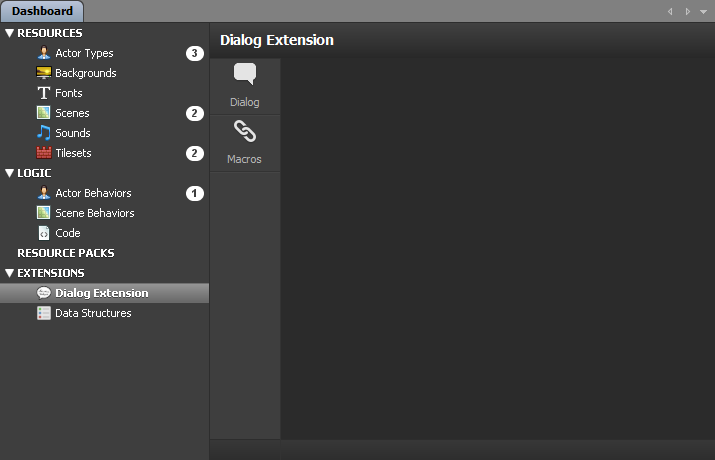 Dashboard
RESOURCES
Actor Types 3
Backgrounds
Fonts
Scenes 2
Sounds
Tilesets 2
LOGIC
Actor Behaviors 1
Scene Behaviors
Code
RESOURCE PACKS
EXTENSIONS
Dialog Extension
Data Structures
Dialog Extension
Dialog
Macros